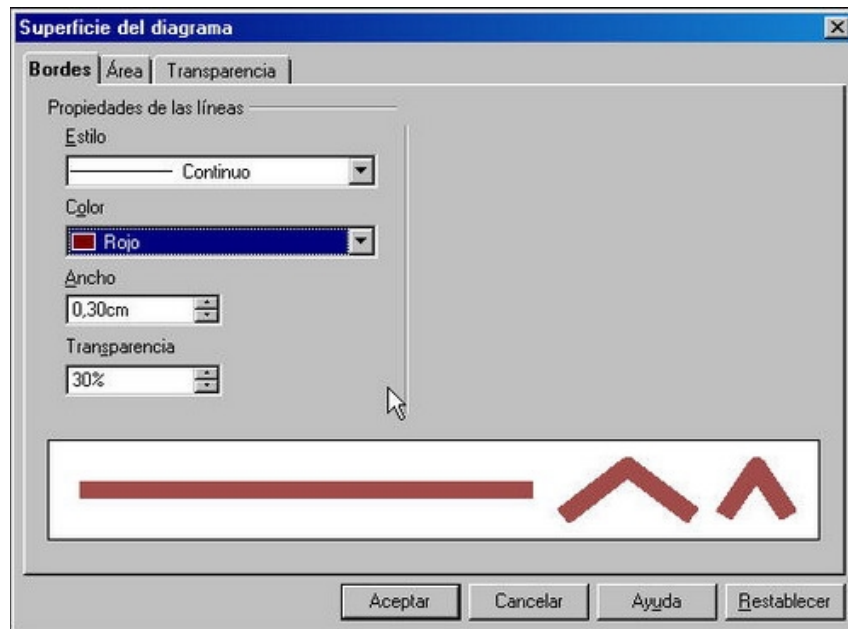 Superficie del diagrama
Bordes Área Transparencia
Propiedades de las líneas
Estilo
Continuo
Color
Rojo
Ancho
0,30cm
Transparencia
30%
Aceptar Cancelar Ayuda Restablecer